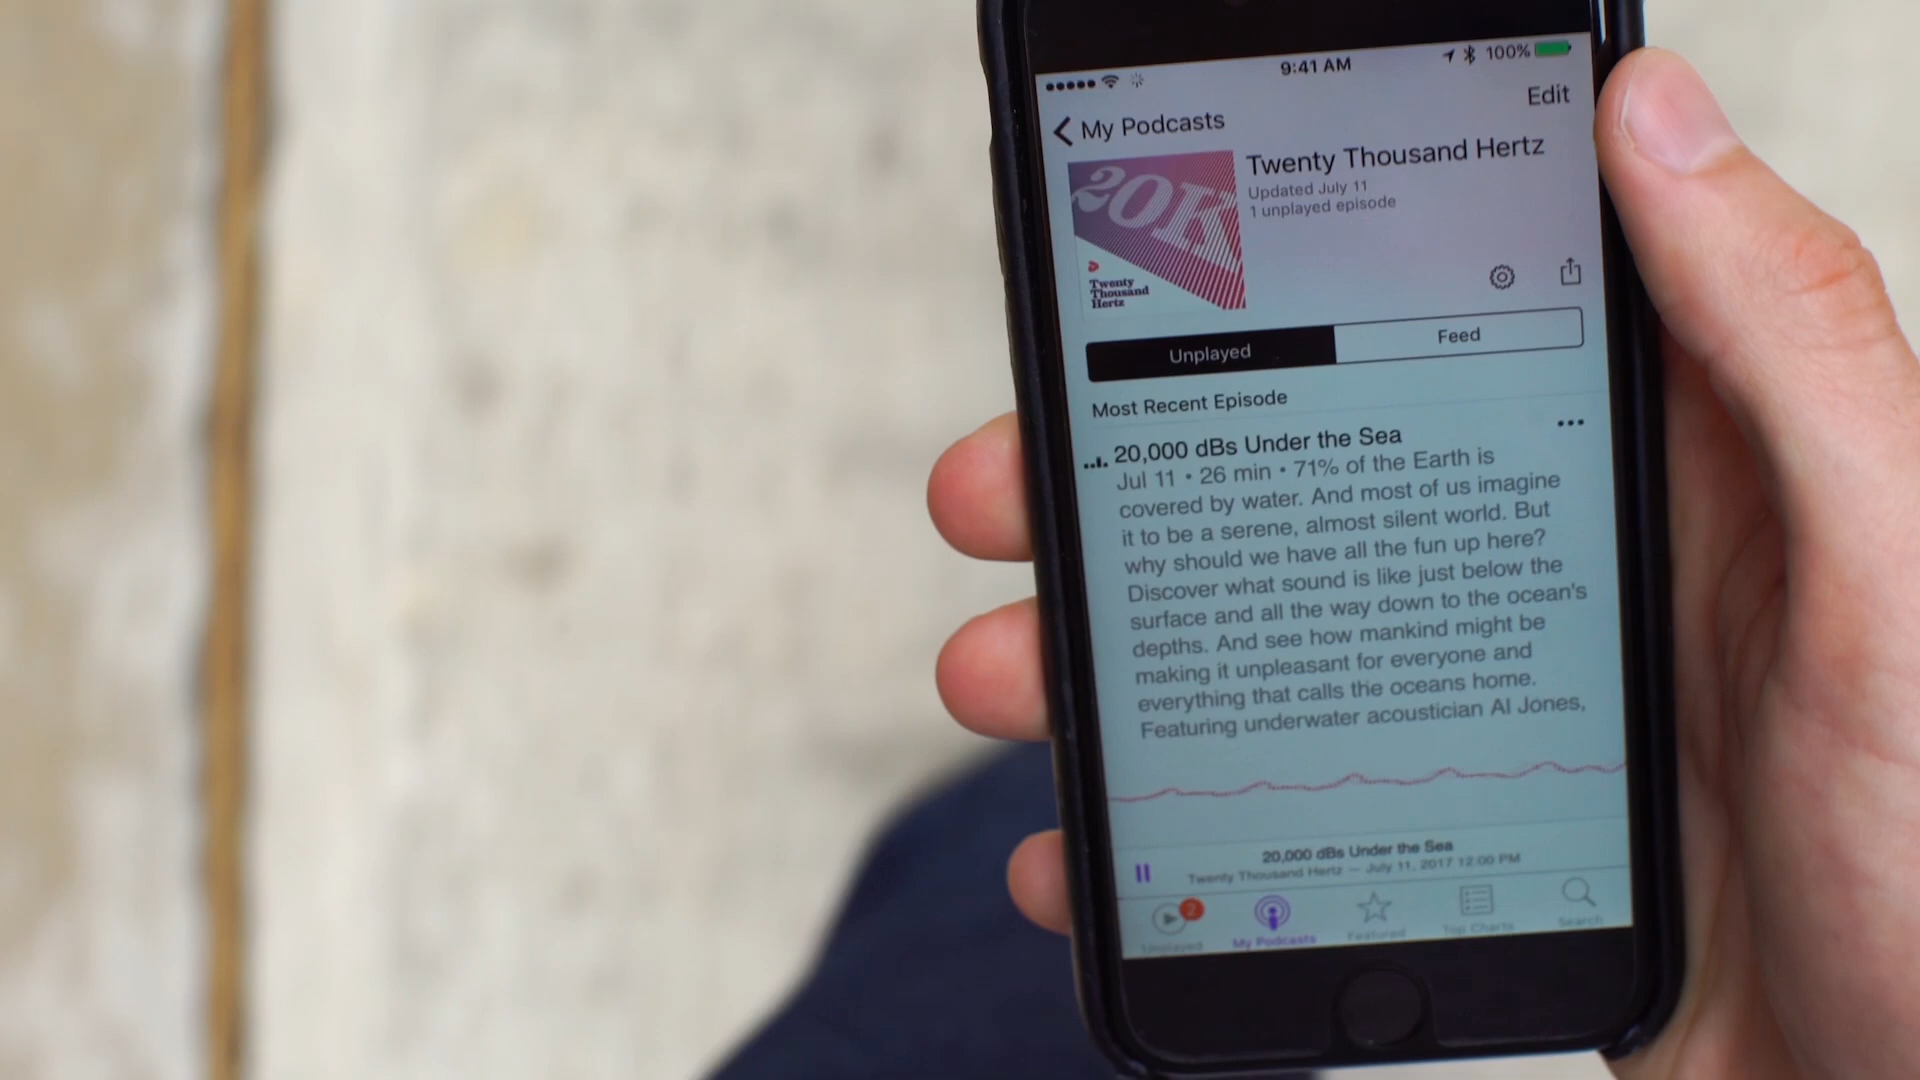 9:41 AM
100%
My Podcasts
Edit
20K
Twenty
Thousand
Hertz
Twenty Thousand Hertz
Updated July 11
1 unplayed episode
Unplayed
Feed
Most Recent Episode
20,000 dBs Under the Sea
Jul 11 • 26 min • 71% of the Earth is
covered by water. And most of us imagine
it to be a serene, almost silent world. But
why should we have all the fun up here?
Discover what sound is like just below the
surface and all the way down to the ocean's
depths. And see how mankind might be
making it unpleasant for everyone and
everything that calls the oceans home.
Featuring underwater acoustician Al Jones,
20,000 dBs Under the Sea
Twenty Thousand Hertz — July 11, 2017 12:00 PM
2
Unplayed
My Podcasts
Featured
Top Charts
Search